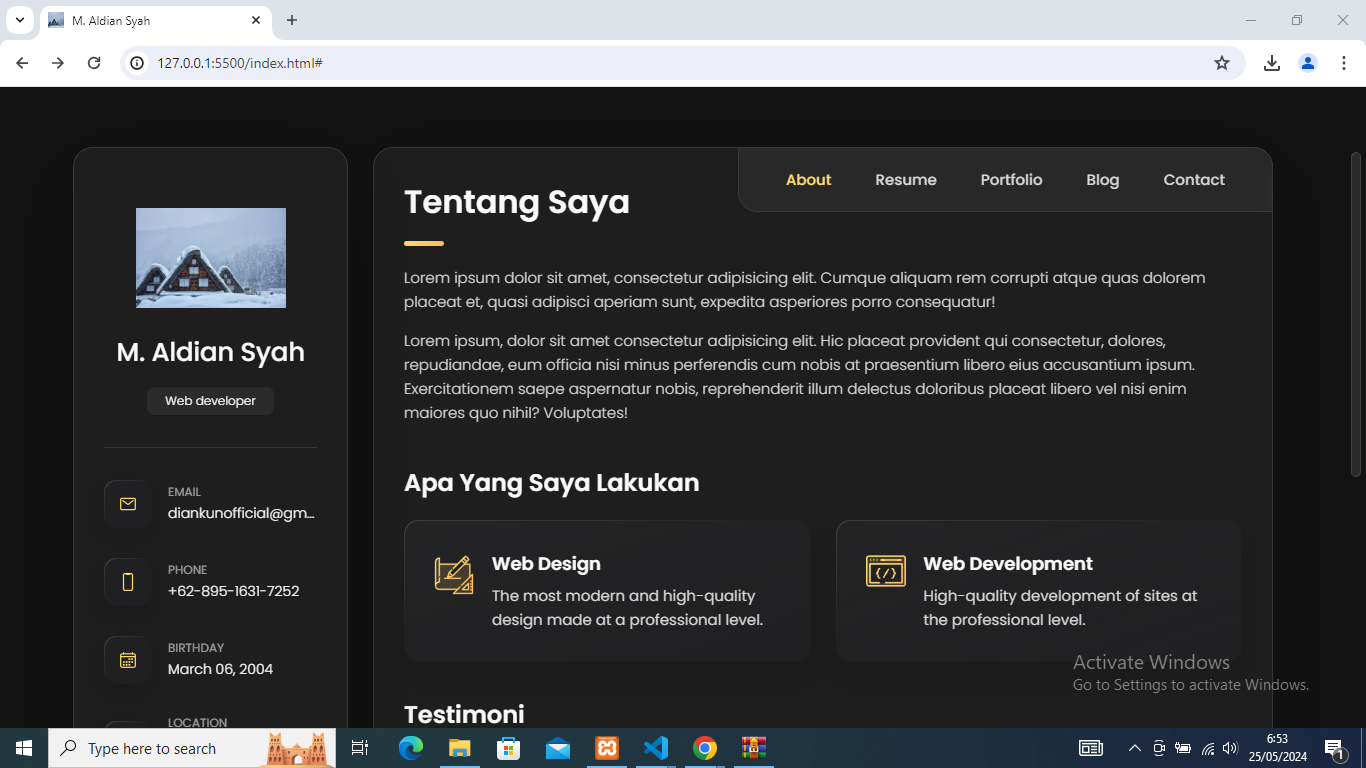 M. Aldian Syah
127.0.0.1:5500/index.html#
About
Resume
Portfolio
Blog
Contact
M. Aldian Syah
Web developer
EMAIL
diankunofficial@gm...
PHONE
+62-895-1631-7252
BIRTHDAY
March 06, 2004
LOCATION
Tentang Saya
Lorem ipsum dolor sit amet, consectetur adipisicing elit. Cumque aliquam rem corrupti atque quas dolorem
placeat et, quasi adipisci aperiam sunt, expedita asperiores porro consequatur!
Lorem ipsum, dolor sit amet consectetur adipisicing elit. Hic placeat provident qui consectetur, dolores,
repudiandae, eum officia nisi minus perferendis cum nobis at praesentium libero eius accusantium ipsum.
Exercitationem saepe aspernatur nobis, reprehenderit illum delectus doloribus placeat libero vel nisi enim
maiores quo nihil? Voluptates!
Apa Yang Saya Lakukan
Web Design
The most modern and high-quality
design made at a professional level.
Web Development
High-quality development of sites at
the professional level.
Testimoni
Activate Windows
Go to Settings to activate Windows.
Type here to search
6:53
25/05/2024
1